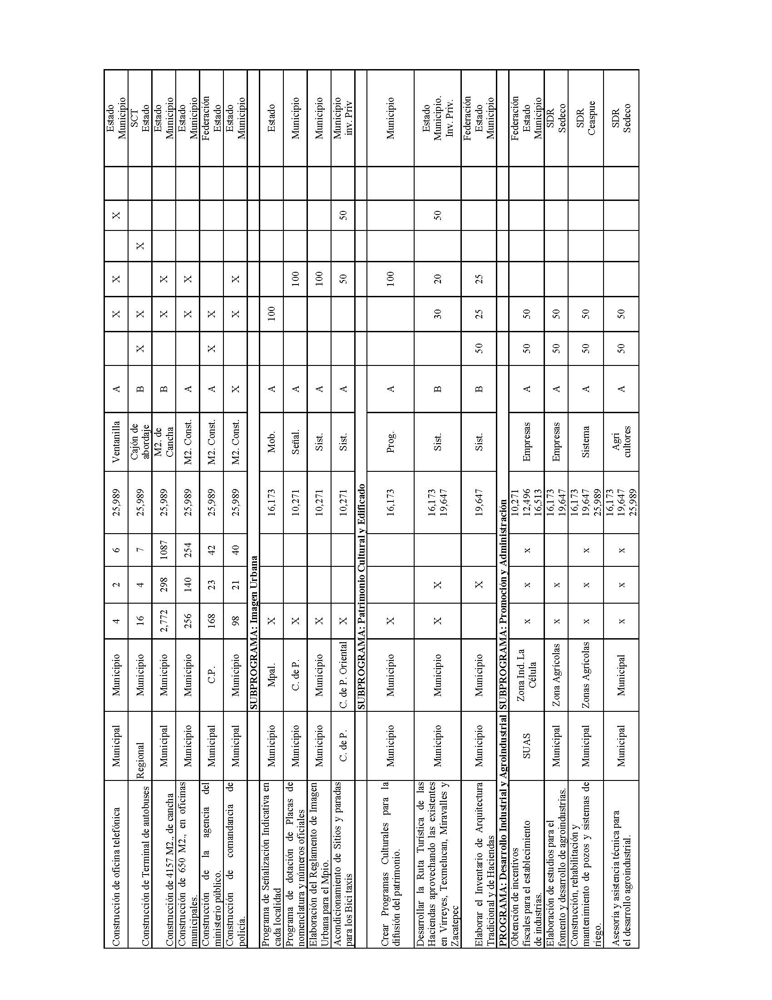 Construcción de oficina telefónica Municipal Municipio 4 2 6 25,989 Ventanilla A X X X Estado
Municipio
Construcción de Terminal de autobuses Regional Municipio 16 4 7 25,989 Cajón de
abordaje B X X X SCT
Estado
Construcción de 4157 M2., de cancha Municipal Municipal 2,772 298 1087 25,989 M2. de
Cancha B X X Estado
Municipio
Construcción de 650 M2., en oficinas
municipales. Municipio Municipio 256 140 254 25,989 M2. Const. A X X Estado
Municipio
Construcción de la agencia del
ministerio público. Municipal C.P. 168 23 42 25,989 M2. Const. A X X Federación
Estado
Construcción de comandancia de
policía. Municipal Municipio 98 21 40 25,989 M2. Const. X X X Estado
Municipio
SUBPROGRAMA: Imagen Urbana
Programa de Señalización Indicativa en
cada localidad Municipio Mpal. X 16,173 Mob. A 100 Estado
Programa de dotación de Placas de
nomenclatura y números oficiales Municipio C. de P. X 10,271 Señal. A 100 Municipio
Elaboración del Reglamento de Imagen
Urbana para el Mpio. Municipio Municipio X 10,271 Sist. A 100 Municipio
Acondicionamiento de Sitios y paradas
para los Bici taxis C. de P. C. de P. Oriental X 10,271 Sist. A 50 50 Municipio
inv. Priv
SUBPROGRAMA: Patrimonio Cultural y Edificado
Crear Programas Culturales para la
difusión del patrimonio. Municipio Municipio X 16,173 Prog. A 100 Municipio
Desarrollar la Ruta Turística de las
Haciendas aprovechando las existentes
en Virreyes, Texmelucan, Miravalles y
Zacatepec Municipio Municipio X X 16,173
19,647 Sist. B 30 20 50 Estado
Municipio.
Inv. Priv.
Elaborar el Inventario de Arquitectura
Tradicional y de Haciendas Municipio Municipio X 19,647 Sist. B 50 25 25 Federación
Estado
Municipio
PROGRAMA: Desarrollo Industrial y Agroindustrial SUBPROGRAMA: Promoción y Administración
Obtención de incentivos
fiscales para el establecimiento
de industrias. SUAS Zona Ind. La
Célula x x x 10,271
12,496
16,513 Empresas A 50 50 Federación
Estado
Municipio
Elaboración de estudios para el
fomento y desarrollo de agroindustrias. Municipal Zona Agrícolas x x 16,173
19,647 Empresas A 50 50 SDR
Sedeco
Construcción, rehabilitación y
mantenimiento de pozos y sistemas de
riego. Municipal Zonas Agrícolas x x x 16,173
19,647
25,989 Sistema A 50 50 SDR
Ceaspue
Asesoría y asistencia técnica para
el desarrollo agroindustrial. Municipal Municipal x x x 16,173
19,647
25,989 Agri
cultores A 50 50 SDR
Sedeco